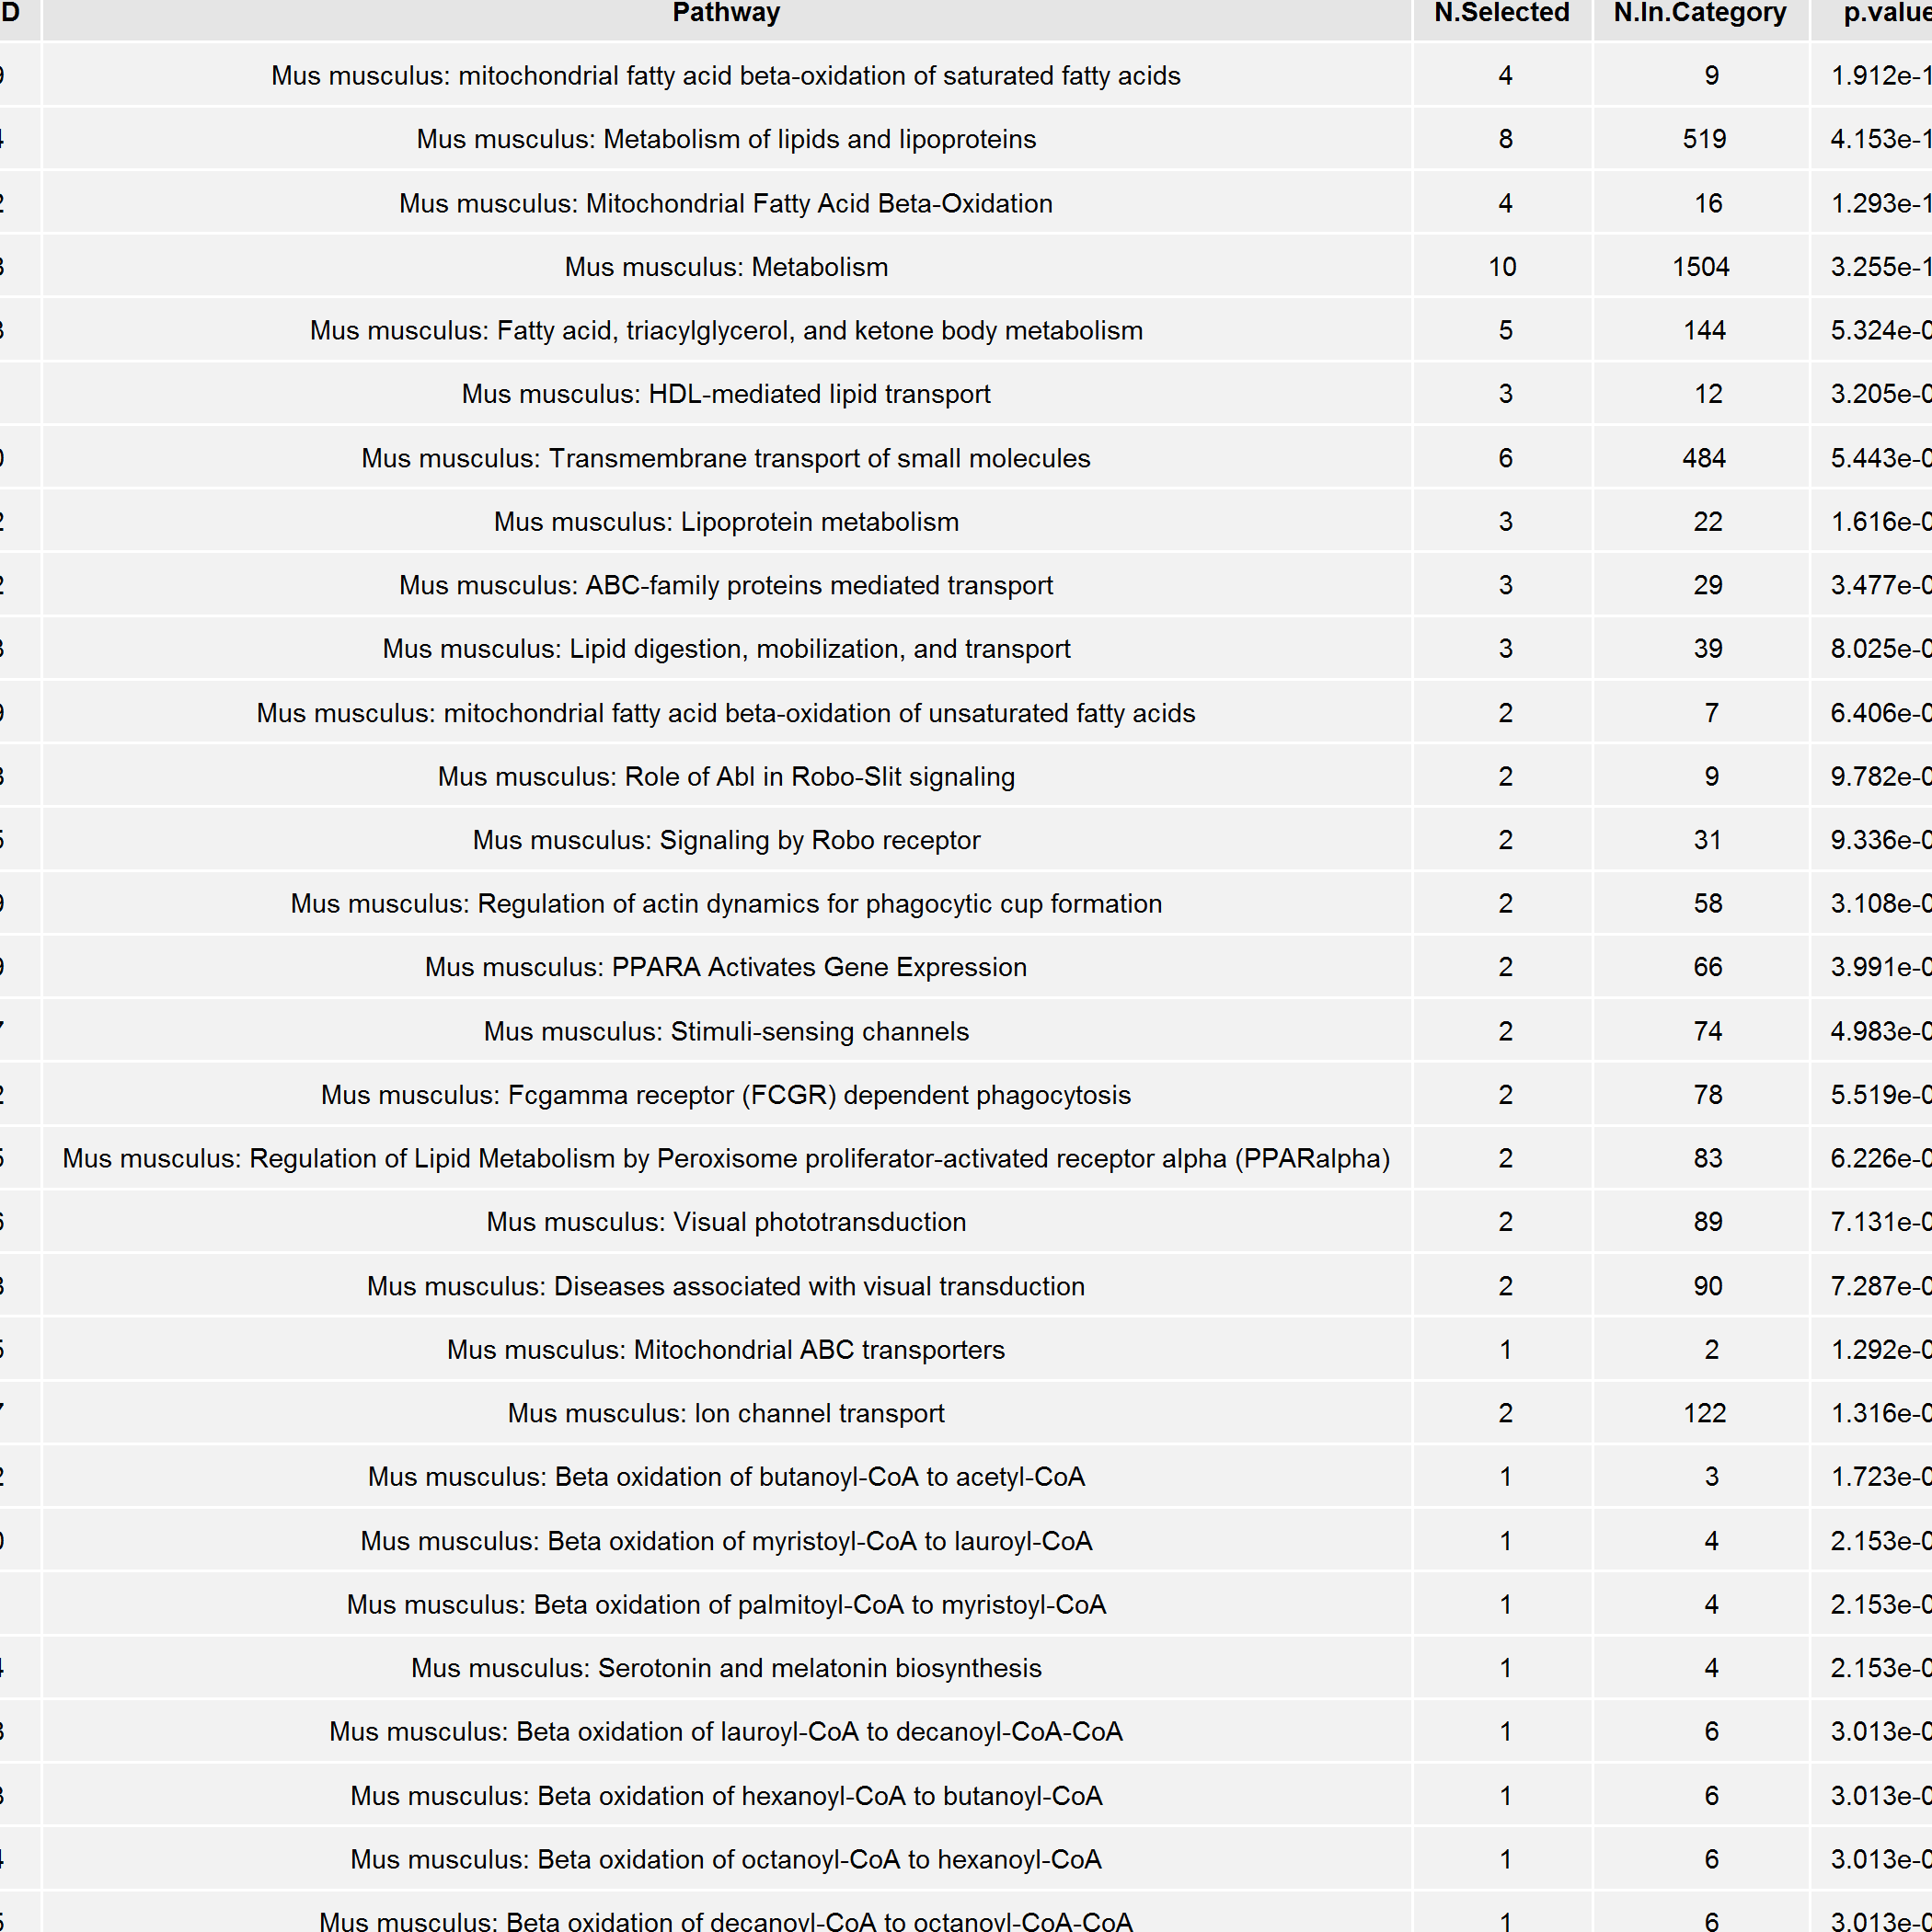 D Pathway N.Selected N.In.Category p.value
9 Mus musculus: mitochondrial fatty acid beta-oxidation of saturated fatty acids 4 9 1.912e-1
4 Mus musculus: Metabolism of lipids and lipoproteins 8 519 4.153e-1
2 Mus musculus: Mitochondrial Fatty Acid Beta-Oxidation 4 16 1.293e-1
3 Mus musculus: Metabolism 10 1504 3.255e-1
3 Mus musculus: Fatty acid, triacylglycerol, and ketone body metabolism 5 144 5.324e-0
Mus musculus: HDL-mediated lipid transport 3 12 3.205e-0
0 Mus musculus: Transmembrane transport of small molecules 6 484 5.443e-0
2 Mus musculus: Lipoprotein metabolism 3 22 1.616e-0
2 Mus musculus: ABC-family proteins mediated transport 3 29 3.477e-0
3 Mus musculus: Lipid digestion, mobilization, and transport 3 39 8.025e-0
9 Mus musculus: mitochondrial fatty acid beta-oxidation of unsaturated fatty acids 2 7 6.406e-0
3 Mus musculus: Role of Abl in Robo-Slit signaling 2 9 9.782e-0
5 Mus musculus: Signaling by Robo receptor 2 31 9.336e-0
9 Mus musculus: Regulation of actin dynamics for phagocytic cup formation 2 58 3.108e-0
9 Mus musculus: PPARA Activates Gene Expression 2 66 3.991e-0
7 Mus musculus: Stimuli-sensing channels 2 74 4.983e-0
2 Mus musculus: Fcgamma receptor (FCGR) dependent phagocytosis 2 78 5.519e-0
5 Mus musculus: Regulation of Lipid Metabolism by Peroxisome proliferator-activated receptor alpha (PPARalpha) 2 83 6.226e-0
6 Mus musculus: Visual phototransduction 2 89 7.131e-0
3 Mus musculus: Diseases associated with visual transduction 2 90 7.287e-0
5 Mus musculus: Mitochondrial ABC transporters 1 2 1.292e-0
7 Mus musculus: Ion channel transport 2 122 1.316e-0
2 Mus musculus: Beta oxidation of butanoyl-CoA to acetyl-CoA 1 3 1.723e-0
0 Mus musculus: Beta oxidation of myristoyl-CoA to lauroyl-CoA 1 4 2.153e-0
Mus musculus: Beta oxidation of palmitoyl-CoA to myristoyl-CoA 1 4 2.153e-0
4 Mus musculus: Serotonin and melatonin biosynthesis 1 4 2.153e-0
3 Mus musculus: Beta oxidation of lauroyl-CoA to decanoyl-CoA-CoA 1 6 3.013e-0
3 Mus musculus: Beta oxidation of hexanoyl-CoA to butanoyl-CoA 1 6 3.013e-0
4 Mus musculus: Beta oxidation of octanoyl-CoA to hexanoyl-CoA 1 6 3.013e-0
5 Mus musculus: Beta oxidation of decanoyl-CoA to octanoyl-CoA-CoA 1 6 3.013e-0